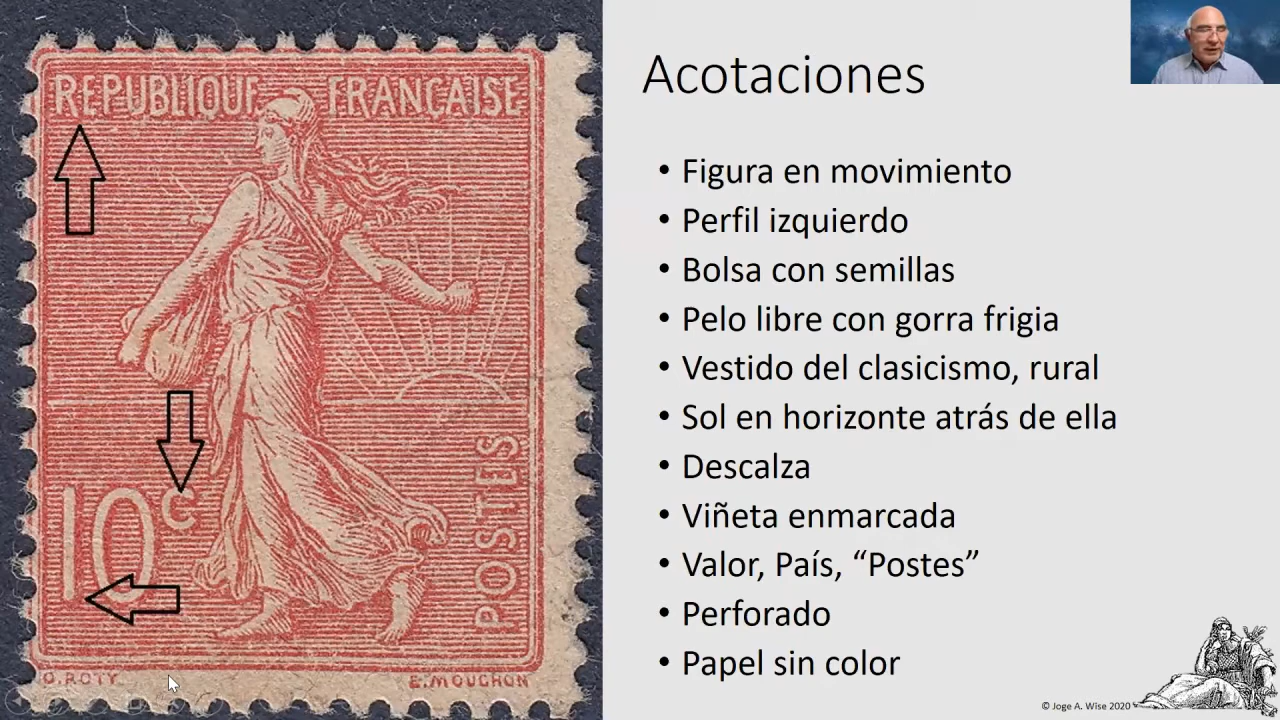 REPUBLIQUE FRANÇAISE
10 c
POSTES
O. ROTY
E. MOUCHON
Acotaciones
• Figura en movimiento
• Perfil izquierdo
• Bolsa con semillas
• Pelo libre con gorra frigia
• Vestido del clasicismo, rural
• Sol en horizonte atrás de ella
• Descalza
• Viñeta enmarcada
• Valor, País, “Postes”
• Perforado
• Papel sin color
© Joge A. Wise 2020